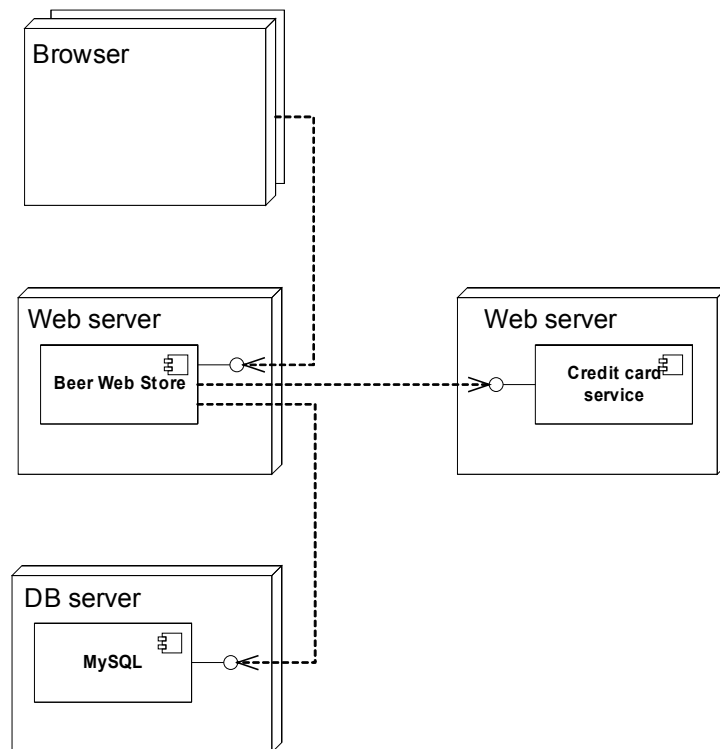 Browser
Web server
Beer Web Store
Web server
Credit card
service
DB server
MySQL